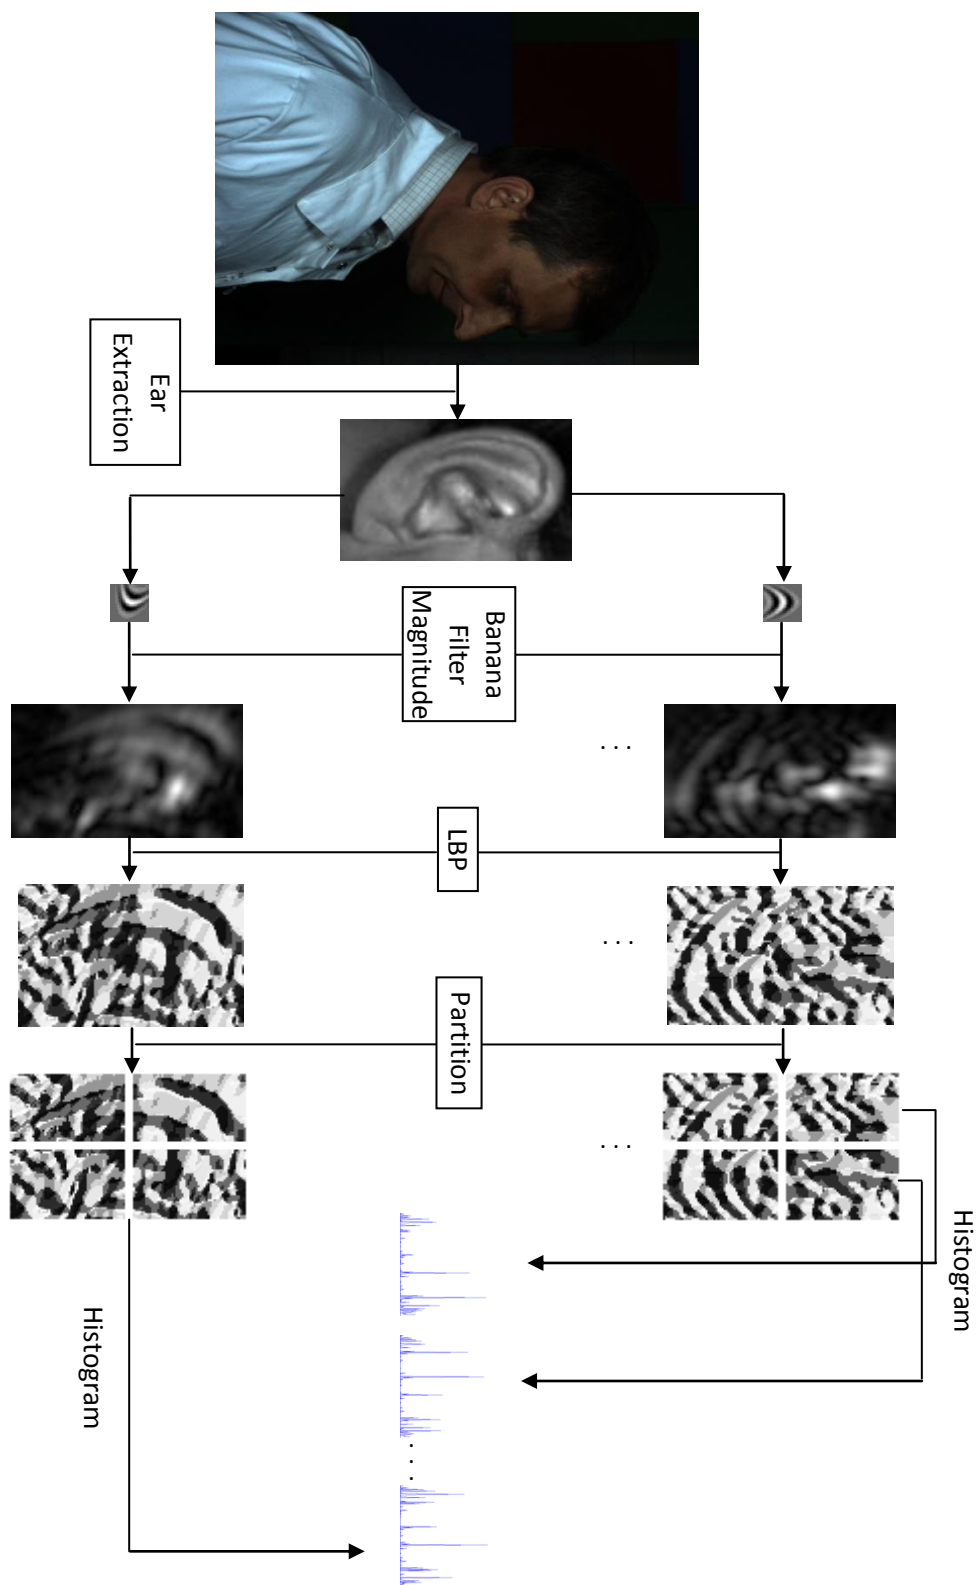 Ear
Extraction
Banana
Filter
Magnitude
. . .
LBP
. . .
Partition
. . .
Histogram
. . .
Histogram